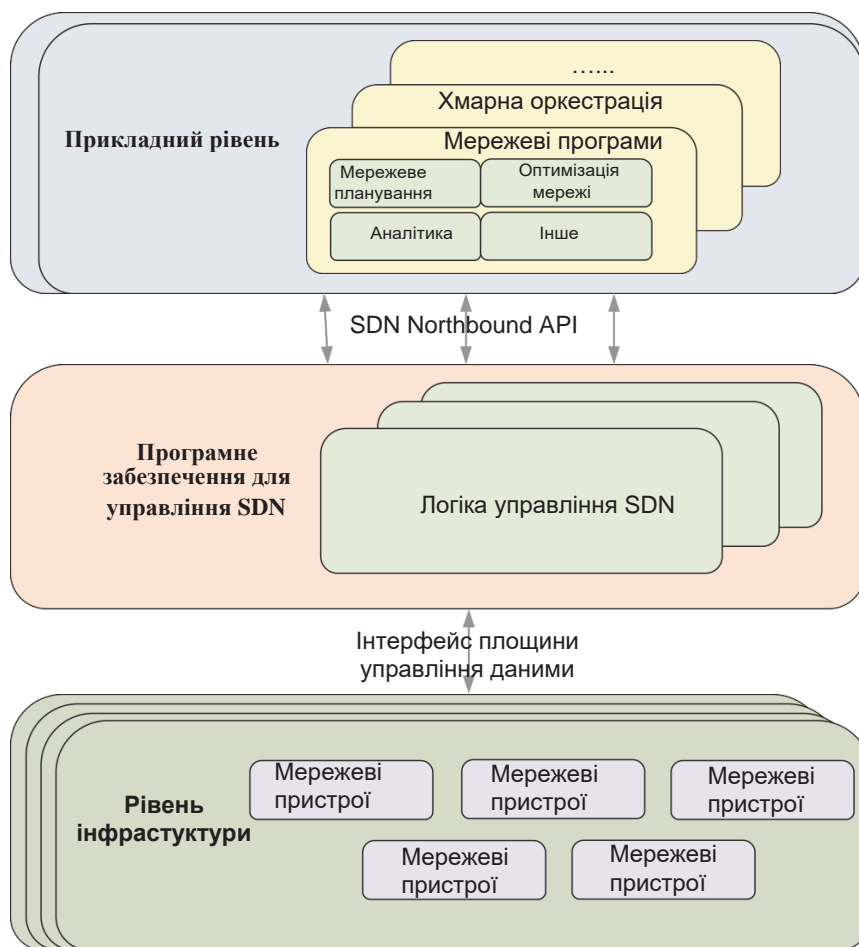 …...
Хмарна оркестрація
Прикладний рівень
Мережеві програми
Мережеве
планування
Оптимізація
мережі
Аналітика
Інше
SDN Northbound API
Програмне
забезпечення для
управління SDN
Логіка управління SDN
Інтерфейс площини
управління даними
Рівень
інфрастуктури
Мережеві
пристрої
Мережеві
пристрої
Мережеві
пристрої
Мережеві
пристрої
Мережеві
пристрої